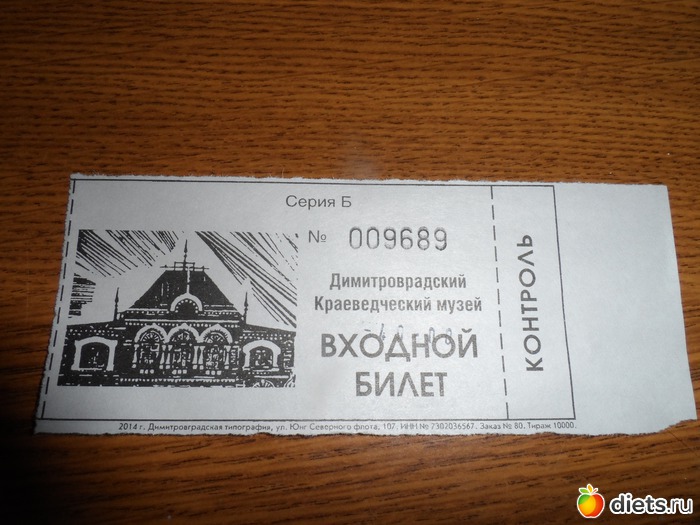 Серия Б
№ 009689
Димитроврадский
Краеведческий музей
ВХОДНОЙ
БИЛЕТ
КОНТРОЛЬ
2014 г. Димитровградская типография, ул. Юнг Северного флота, 107. ИНН № 7302036567. Заказ № 80. Тираж 10000.
diets.ru